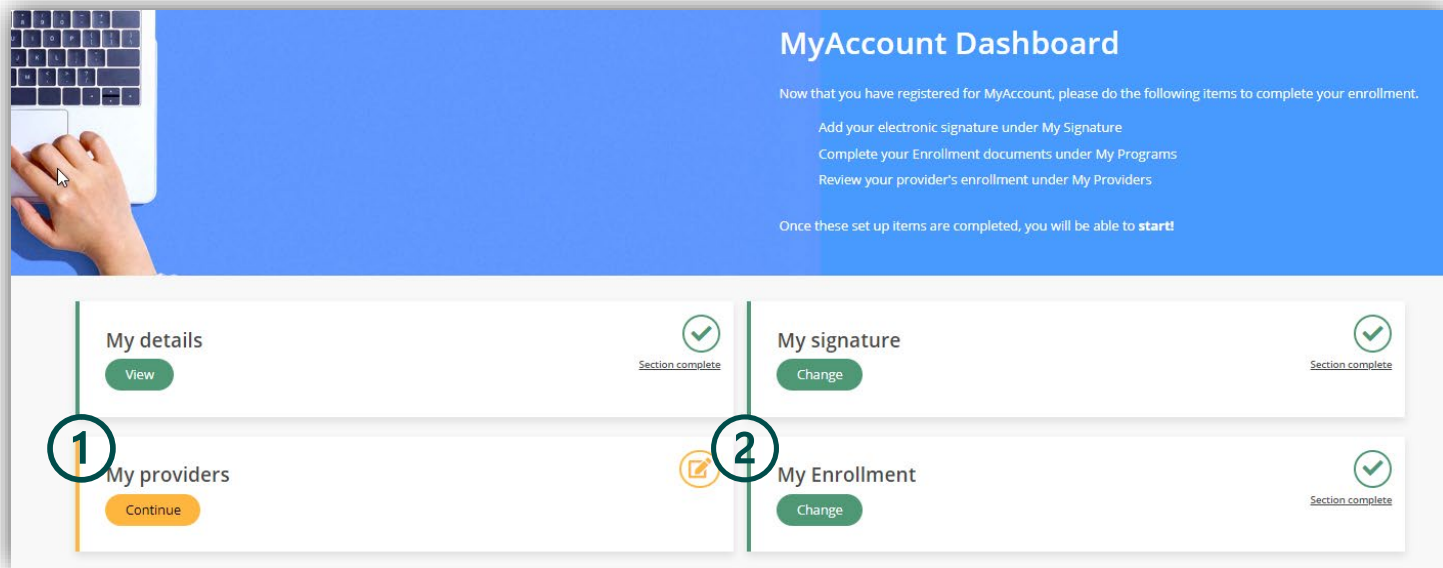 MyAccount Dashboard
Now that you have registered for MyAccount, please do the following items to complete your enrollment.
Add your electronic signature under My Signature
Complete your Enrollment documents under My Programs
Review your provider's enrollment under My Providers
Once these set up items are completed, you will be able to start!
My details
View
Section complete
My signature
Change
Section complete
1
My providers
Continue
2
My Enrollment
Change
Section complete